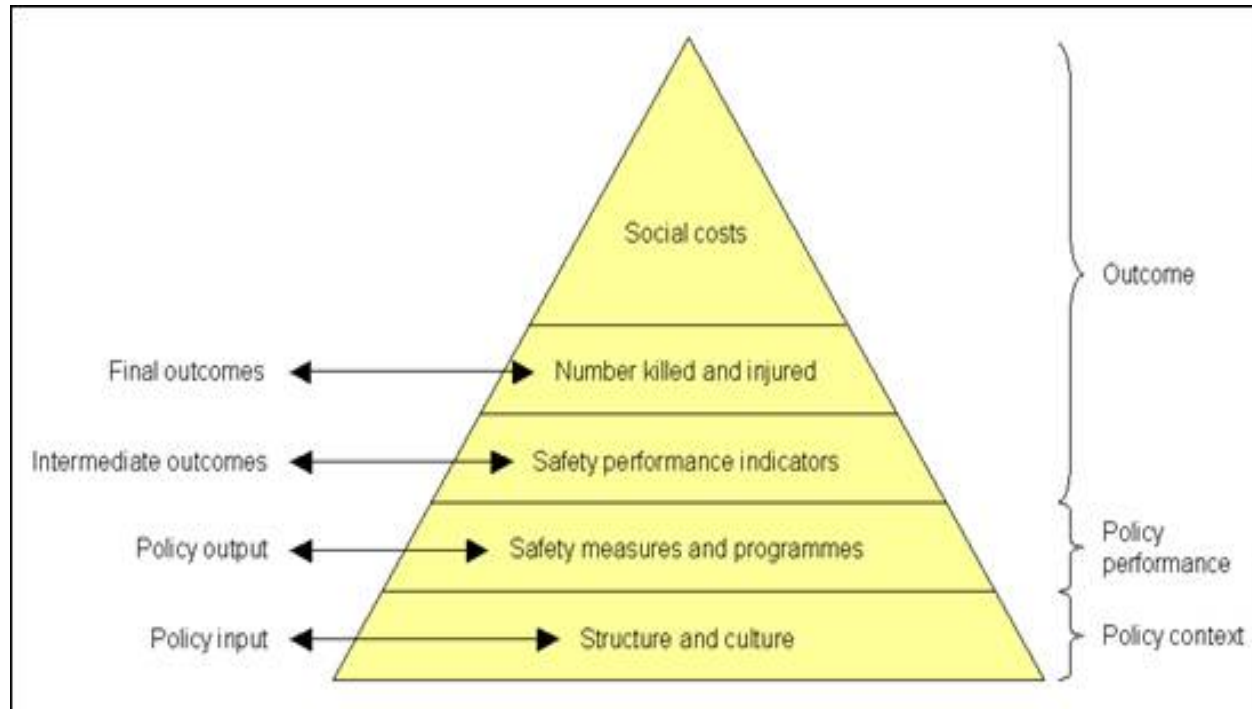 Social costs
Outcome
Final outcomes
Number killed and injured
Intermediate outcomes
Safety performance indicators
Policy output
Safety measures and programmes
Policy
performance
Policy input
Structure and culture
Policy context